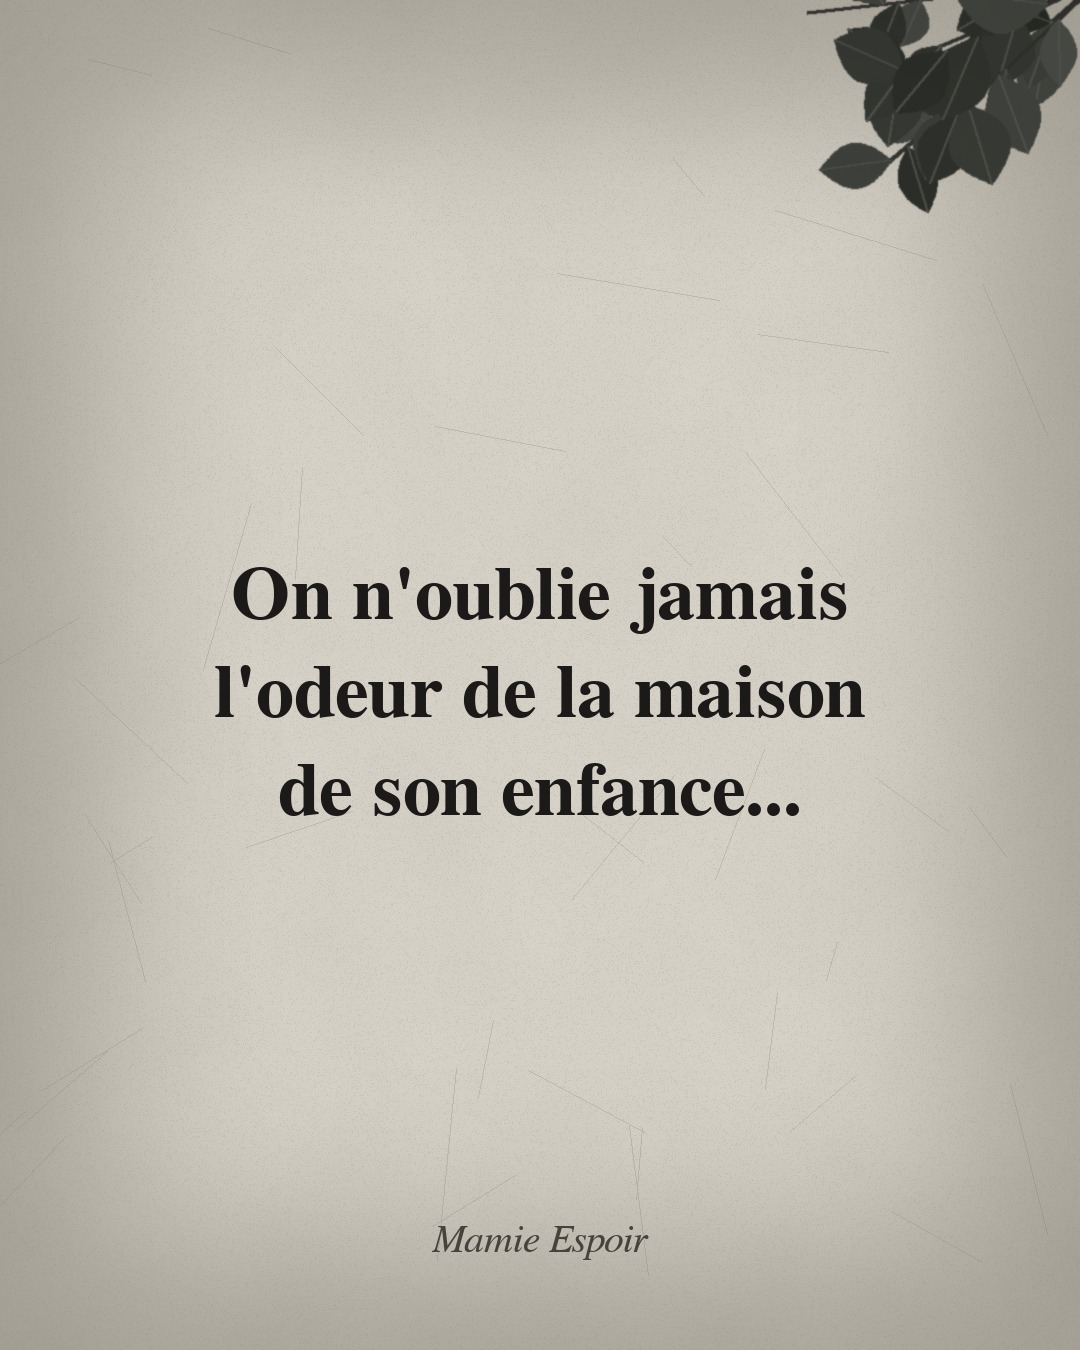 On n'oublie jamais
l'odeur de la maison
de son enfance...
Mamie Espoir